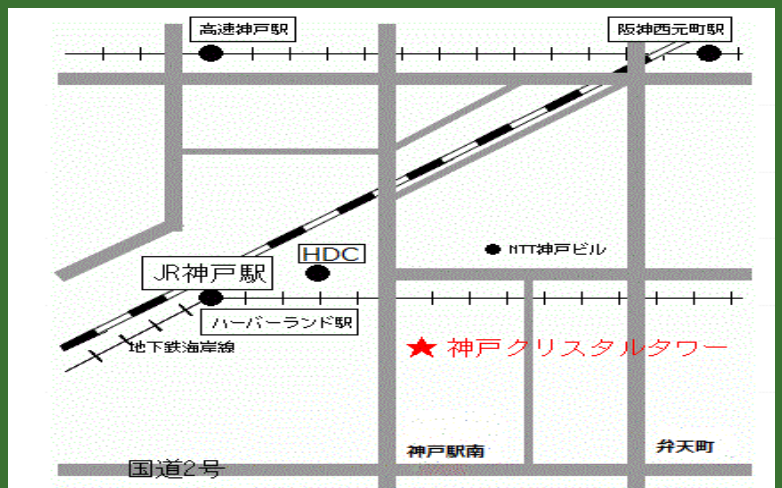 高速神戸駅
阪神西元町駅
NTT神戸ビル
HDC
JR神戸駅
ハーバーランド駅
地下鉄海岸線
神戸クリスタルタワー
神戸駅南
弁天町
国道2号